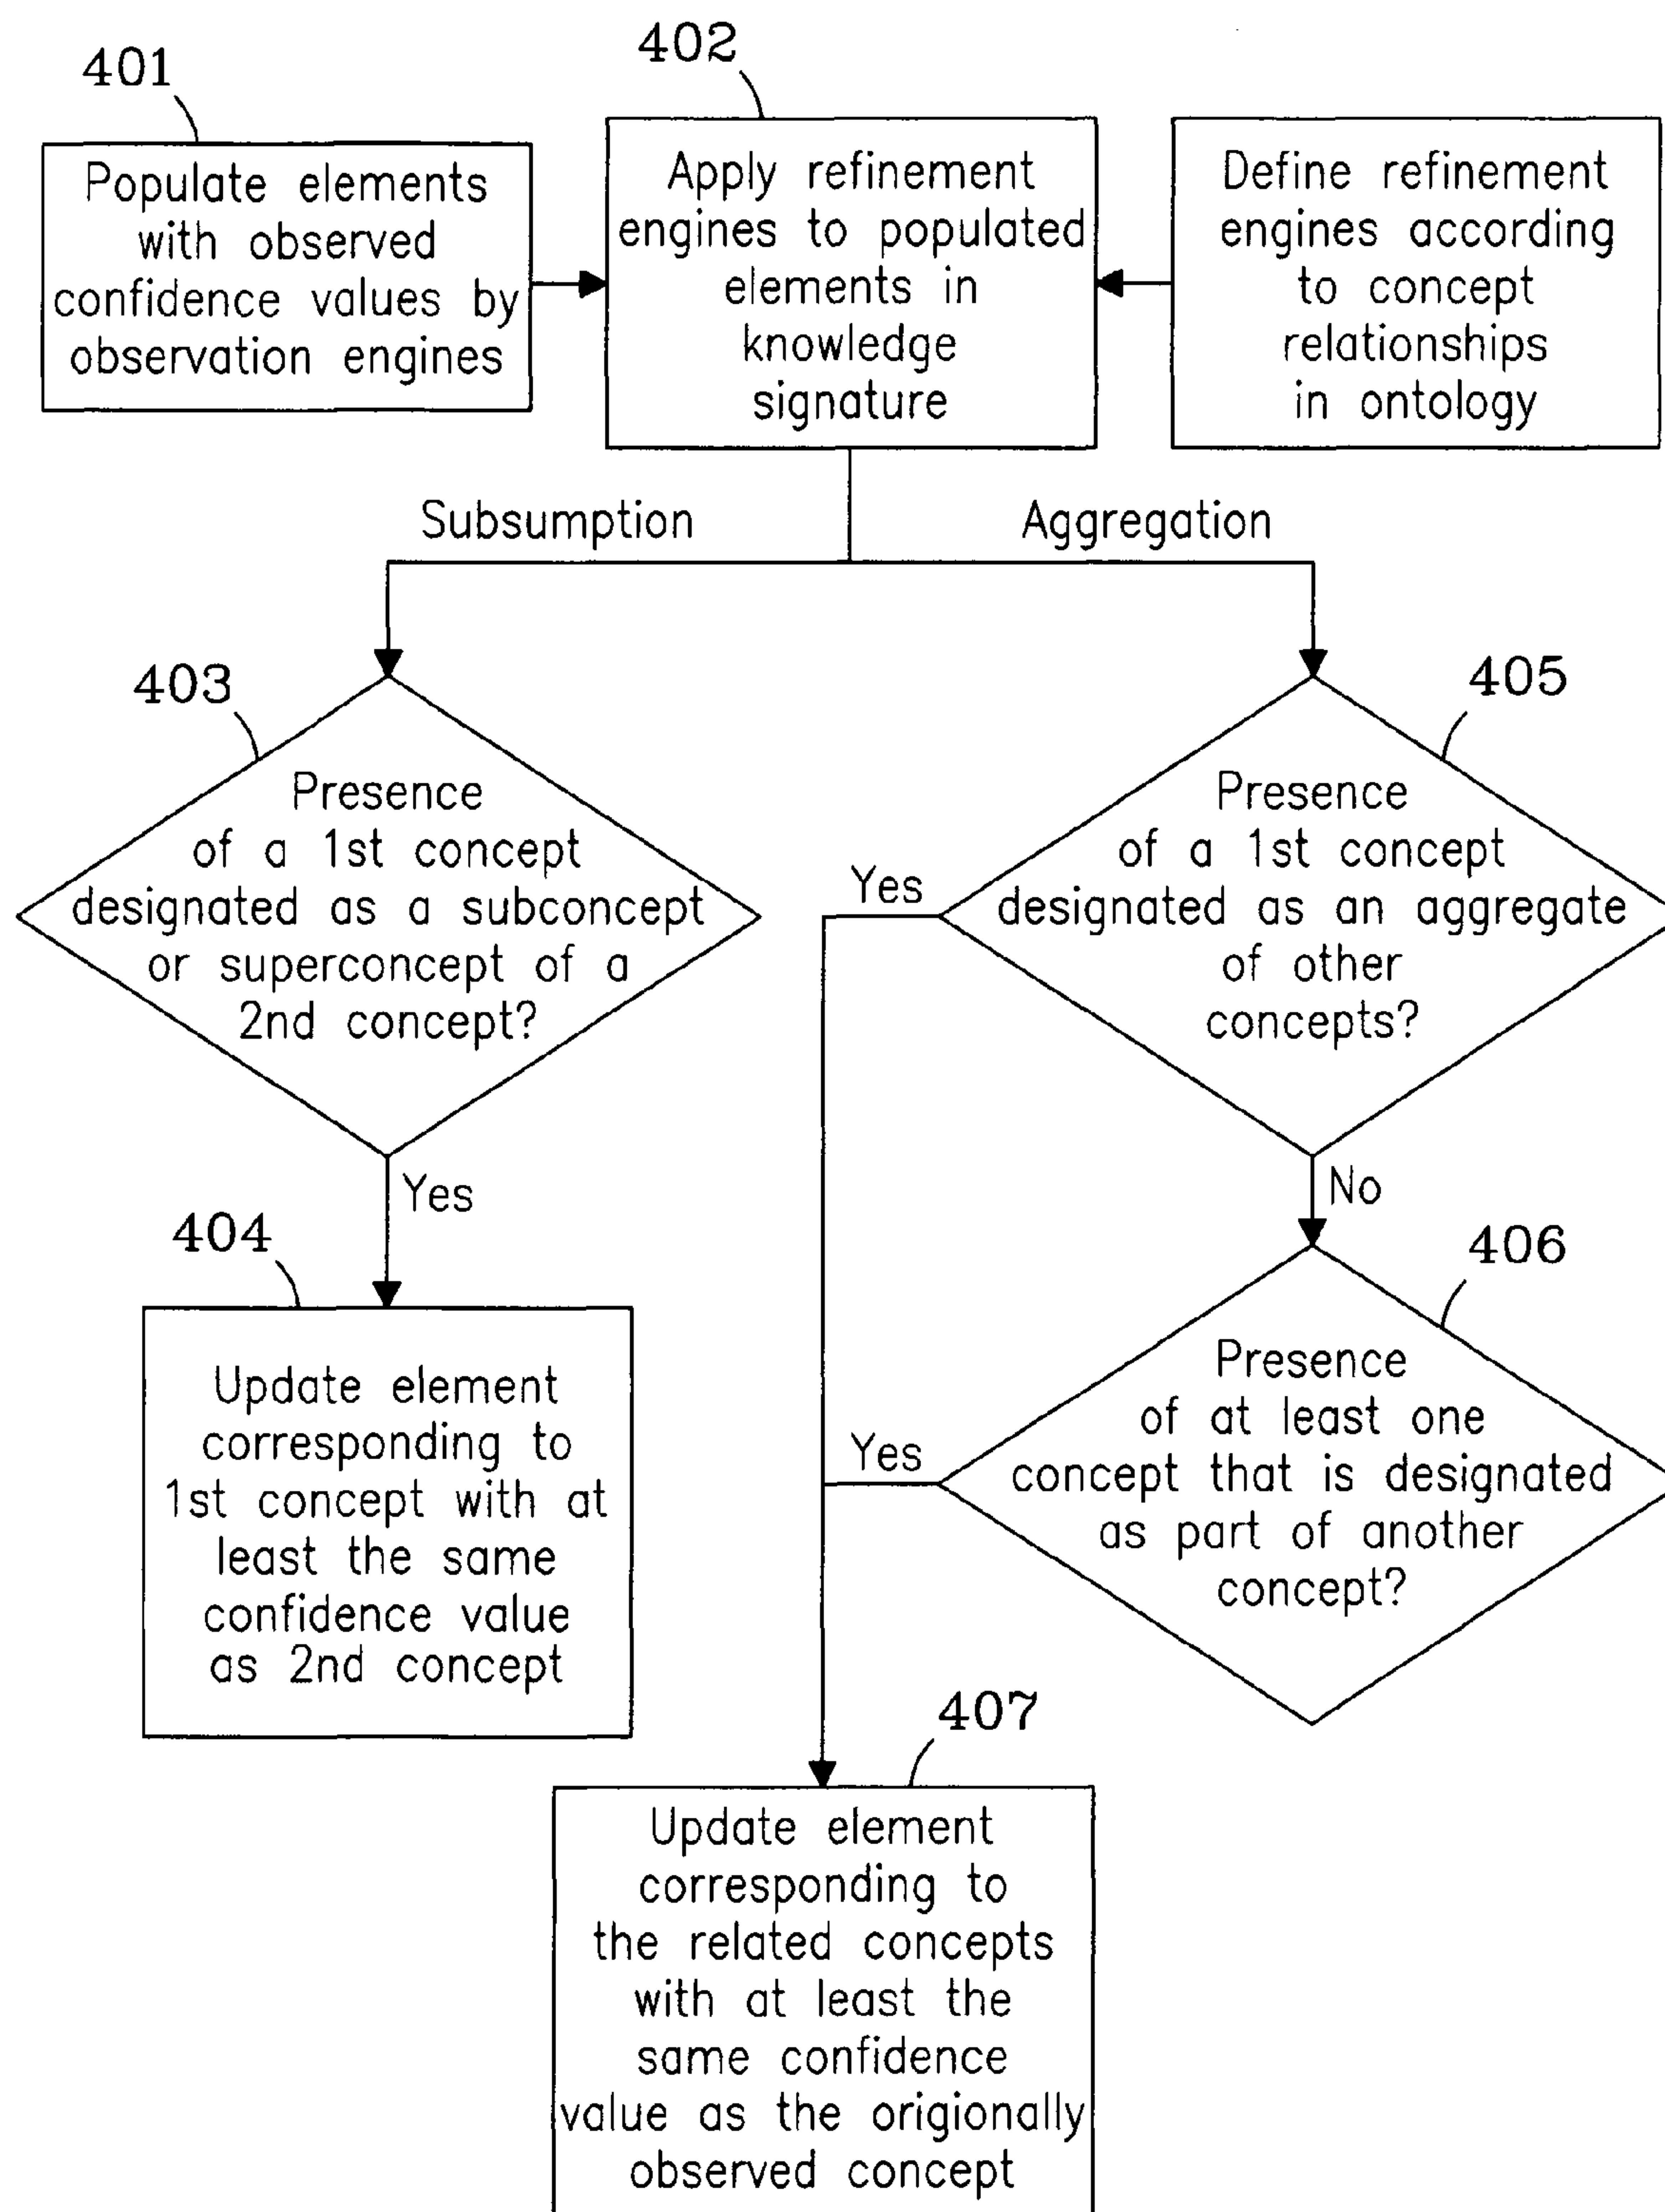 401
Populate elements
with observed
confidence values by
observation engines
402
Apply refinement
engines to populated
elements in
knowledge
signature
Define refinement
engines according
to concept
relationships
in ontology
Subsumption
Aggregation
403
Presence
of a 1st concept
designated as a subconcept
or superconcept of a
2nd concept?
Yes
404
Update element
corresponding to
1st concept with at
least the same
confidence value
as 2nd concept
405
Presence
of a 1st concept
designated as an aggregate
of other
concepts?
Yes
No
406
Presence
of at least one
concept that is designated
as part of another
concept?
Yes
407
Update element
corresponding to
the related concepts
with at least the
same confidence
value as the origionally
observed concept